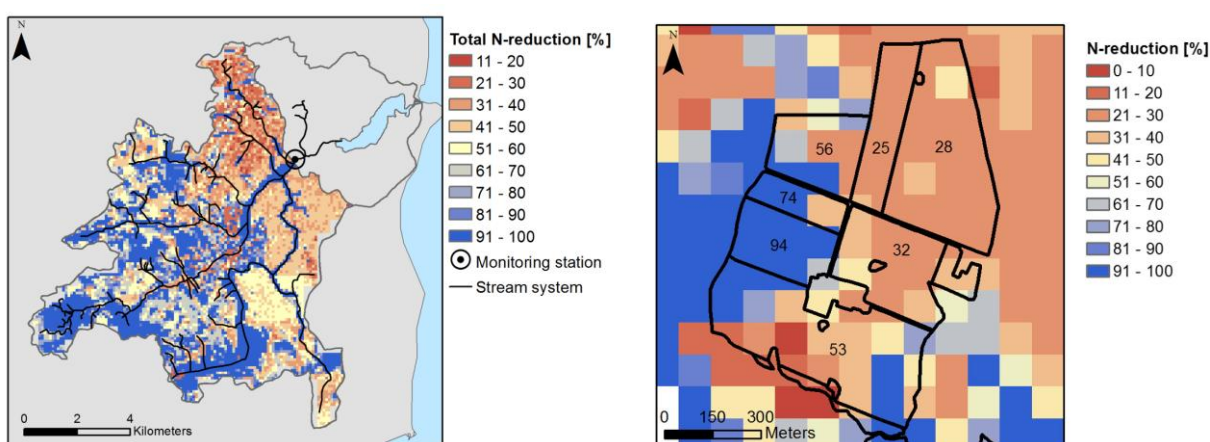 N
Total N-reduction [%]
11 - 20
21 - 30
31 - 40
41 - 50
51 - 60
61 - 70
71 - 80
81 - 90
91 - 100
Monitoring station
Stream system
0 2 4
Kilometers
N
56
25
28
74
94
32
53
0 150 300
Meters
N-reduction [%]
0 - 10
11 - 20
21 - 30
31 - 40
41 - 50
51 - 60
61 - 70
71 - 80
81 - 90
91 - 100